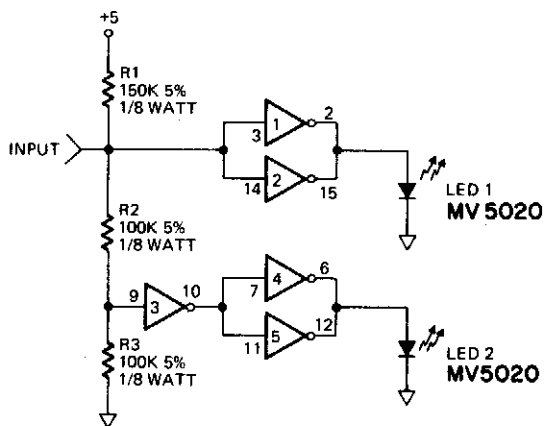 +5
R1
150K 5%
1/8 WATT
INPUT
3
1
2
14
2
15
LED 1
MV5020
R2
100K 5%
1/8 WATT
9
3
10
7
4
6
11
5
12
LED 2
MV5020
R3
100K 5%
1/8 WATT